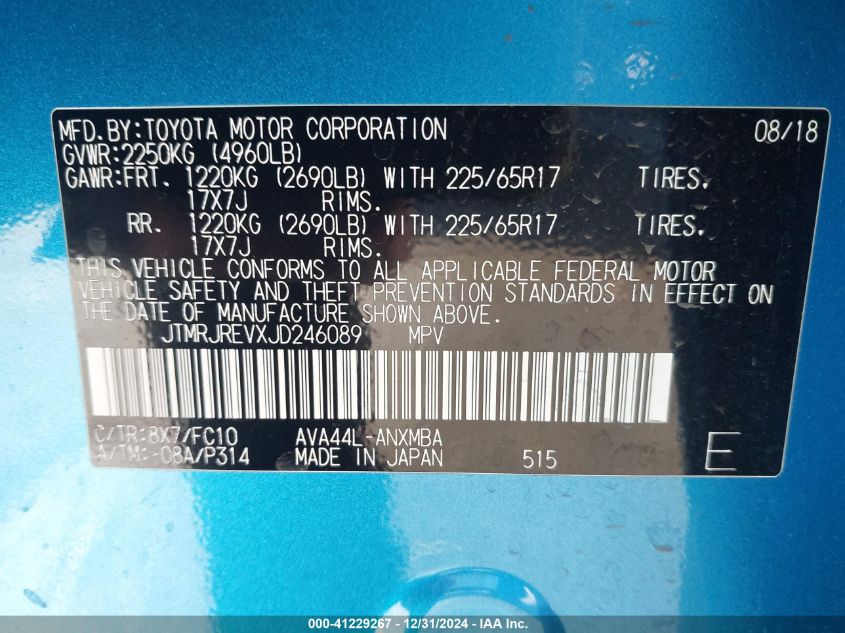 MFD.BY:TOYOTA MOTOR CORPORATION 08/18
GVWR:2250KG (4960LB)
GAWR:FRT. 1220KG (2690LB) WITH 225/65R17 TIRES.
17X7J RIMS.
RR. 1220KG (2690LB) WITH 225/65R17 TIRES.
17X7J RIMS.
THIS VEHICLE CONFORMS TO ALL APPLICABLE FEDERAL MOTOR
VEHICLE SAFETY AND THEFT PREVENTION STANDARDS IN EFFECT ON
THE DATE OF MANUFACTURE SHOWN ABOVE.
JTMRJREVXJD246089 MPV
C/TR:8X7/FC10 AVA44L-ANXMBA
A/TM:-08A/P314 MADE IN JAPAN 515 E
000-41229267 - 12/31/2024 - IAA Inc.